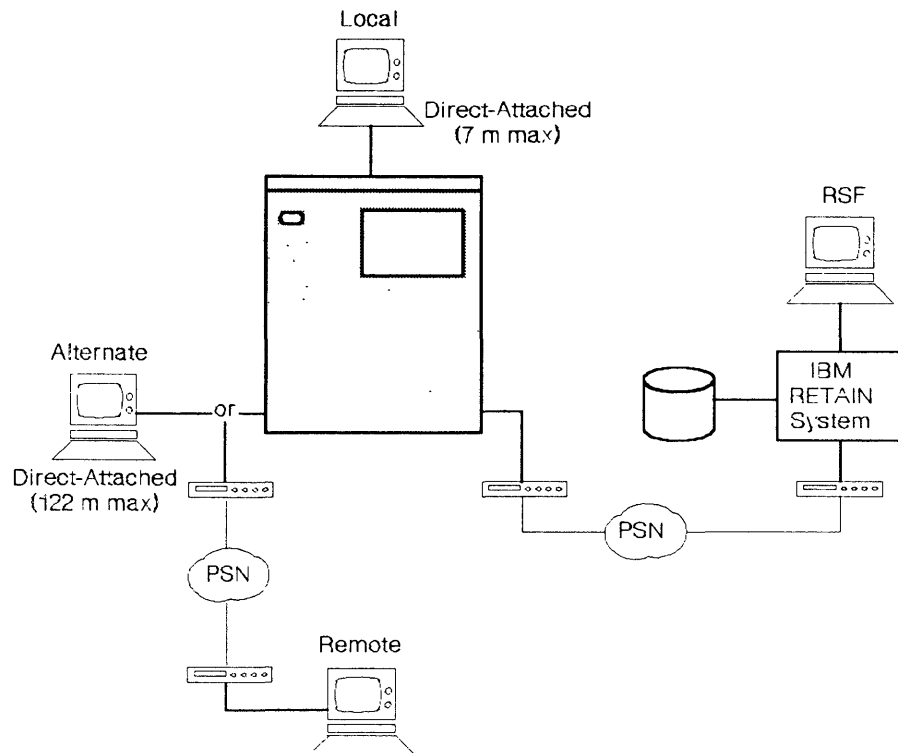 Local
Direct-Attached
(7 m max)
RSF
Alternate
or
IBM
RETAIN
System
Direct-Attached
(122 m max)
PSN
PSN
Remote